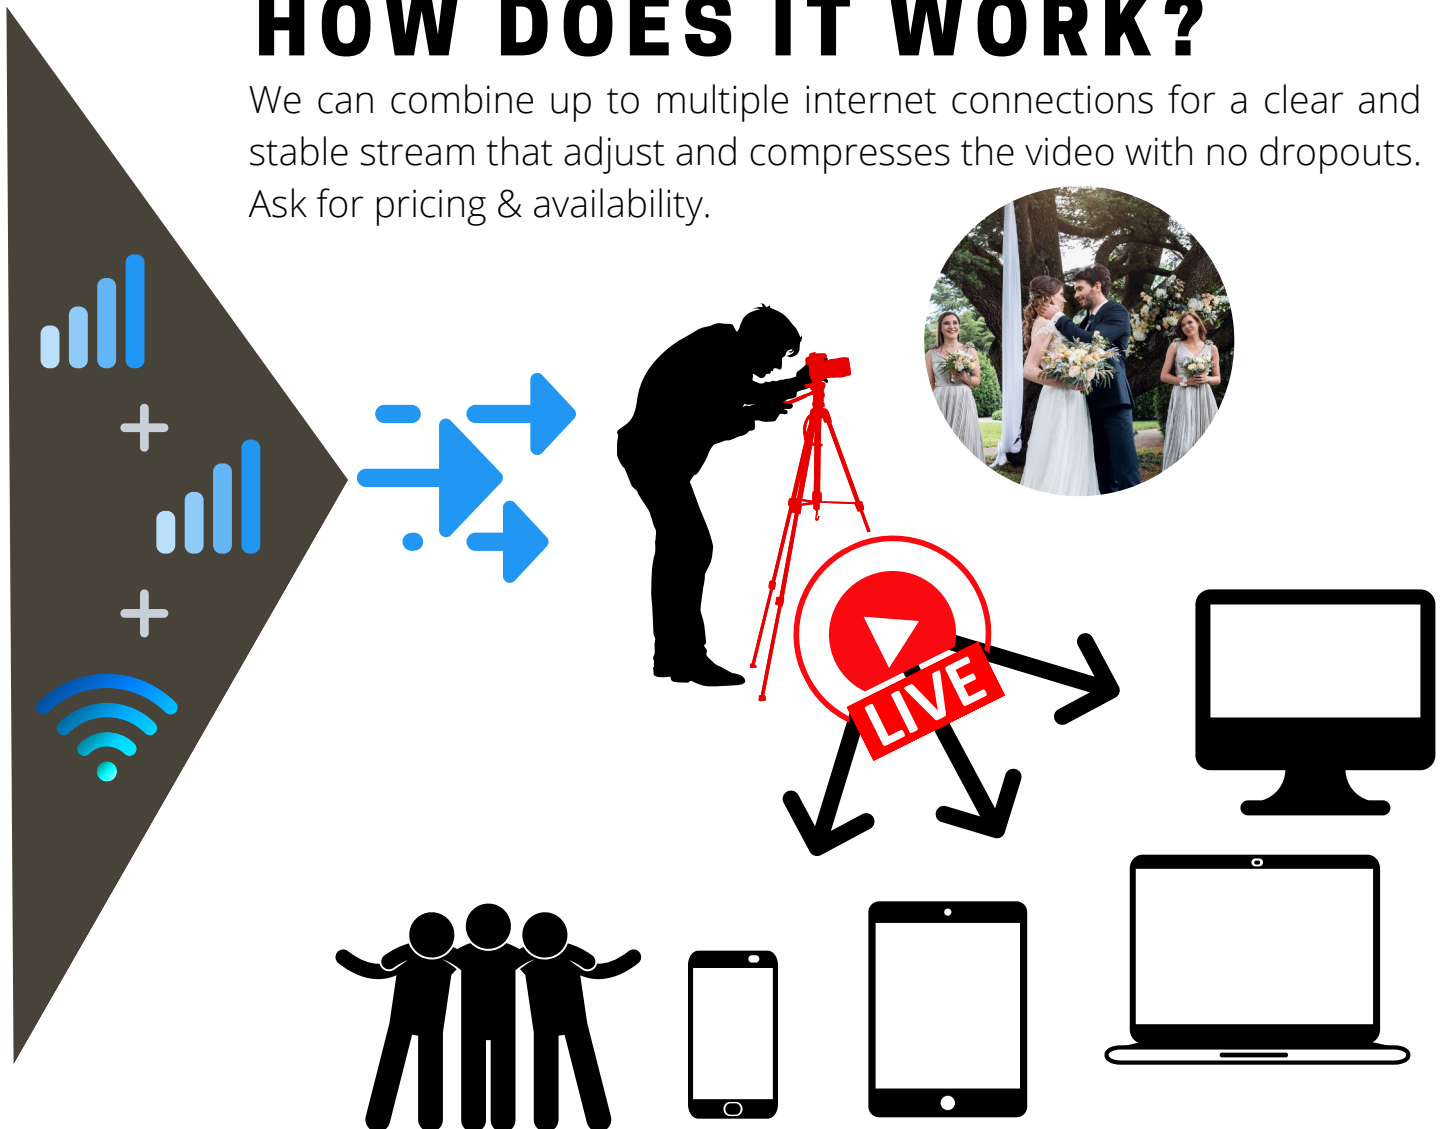 HOW DOES IT WORK?
We can combine up to multiple internet connections for a clear and
stable stream that adjust and compresses the video with no dropouts.
Ask for pricing & availability.
LIVE